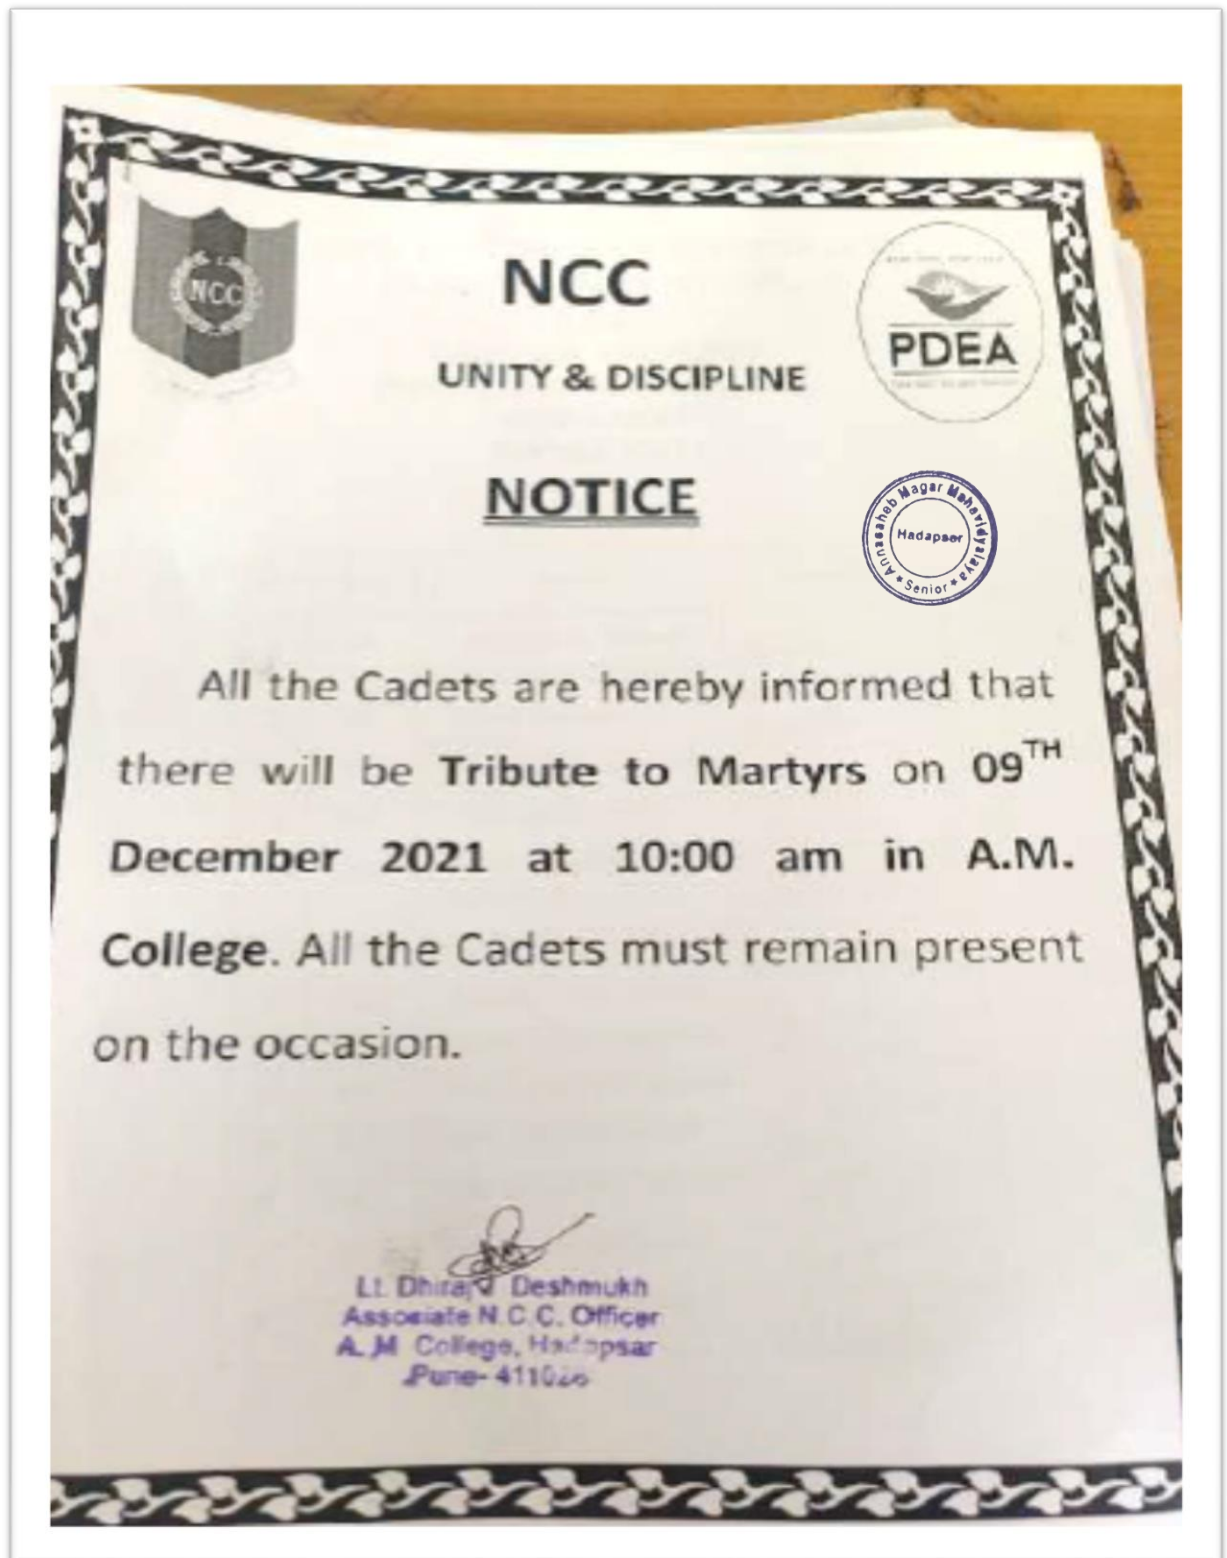 NCC
NCC
UNITY & DISCIPLINE
PDEA
NOTICE
Annasaheb Magar Mahavidyalaya
Hadapsar
* Senior *
All the Cadets are hereby informed that
there will be Tribute to Martyrs on 09TH
December 2021 at 10:00 am in A.M.
College. All the Cadets must remain present
on the occasion.
Lt. Dhiraj Deshmukh
Associate N.C.C. Officer
A. M College, Hadapsar
Pune-